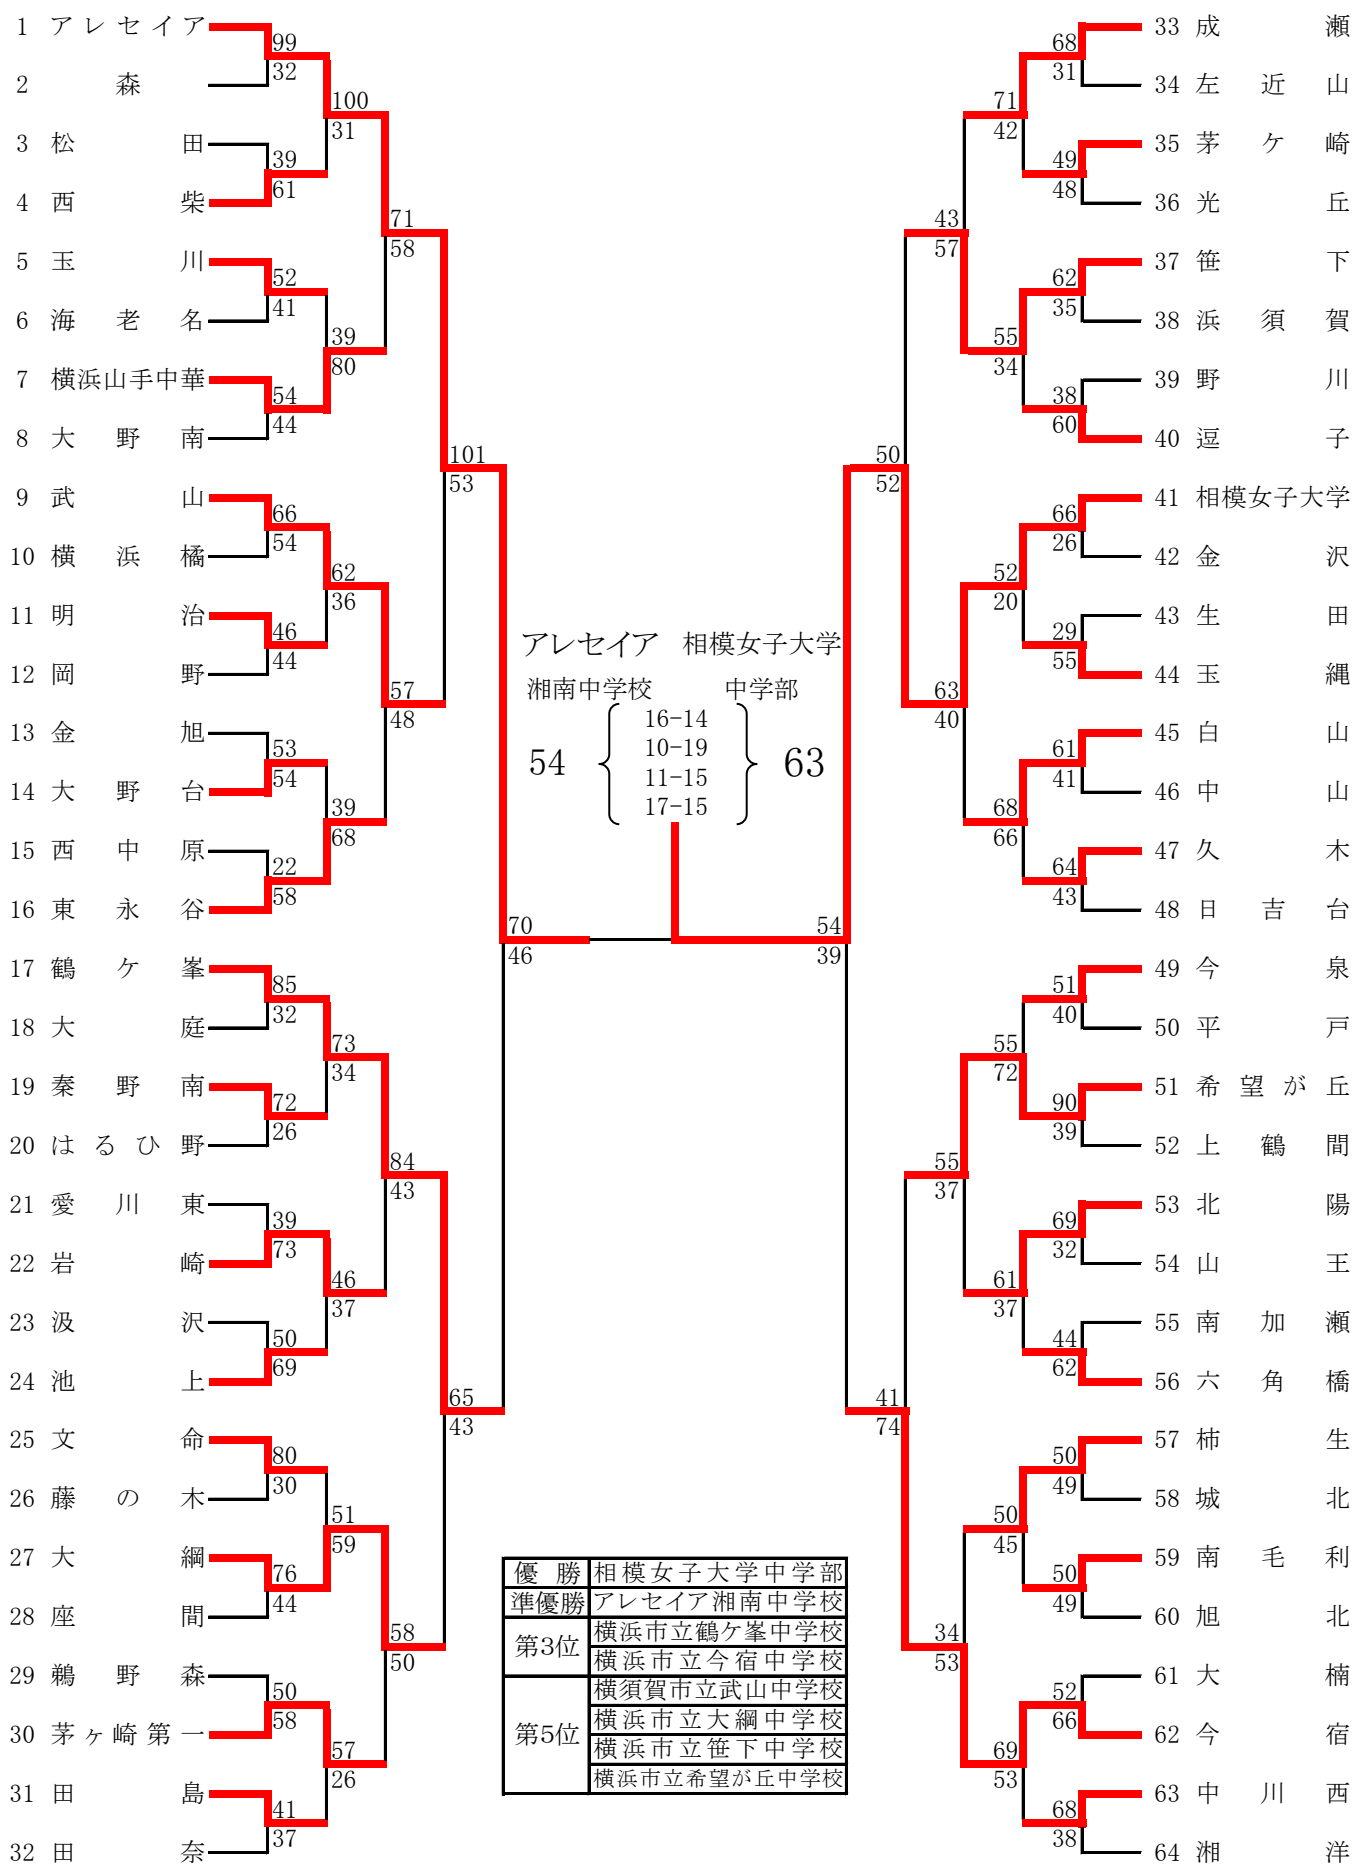 1 アレセイア
2 森
3 松田
4 西柴
5 玉川
6 海老名
7 横浜山手中華
8 大野南
9 武山
10 横浜橘
11 明治
12 岡野
13 金旭
14 大野台
15 西中原
16 東永谷
17 鶴ケ峯
18 大庭
19 秦野南
20 はるひ野
21 愛川東
22 岩崎
23 汲沢
24 池上
25 文命
26 藤の木
27 大綱
28 座間
29 鵜野森
30 茅ヶ崎第一
31 田島
32 田奈
99
32
39
61
52
41
54
44
66
54
46
44
53
54
22
58
85
32
72
26
39
73
50
69
80
30
76
44
50
58
41
37
100
31
39
80
62
36
39
68
73
34
46
37
51
59
57
26
71
58
57
48
84
43
58
50
101
53
65
43
70
46
アレセイア 相模女子大学
湘南中学校 中学部
54 63
16-14
10-19
11-15
17-15
優勝 相模女子大学中学部
準優勝 アレセイア湘南中学校
第3位 横浜市立鶴ケ峯中学校
横浜市立今宿中学校
第5位 横須賀市立武山中学校
横浜市立大綱中学校
横浜市立笹下中学校
横浜市立希望が丘中学校
54
39
50
52
41
74
43
57
63
40
55
37
34
53
71
42
55
34
52
20
68
66
55
72
61
37
50
45
69
53
68
31
49
48
62
35
38
60
66
26
29
55
61
41
64
43
51
40
90
39
69
32
44
62
50
49
50
49
52
66
68
38
33 成瀬
34 左近山
35 茅ケ崎
36 光丘
37 笹下
38 浜須賀
39 野川
40 逗子
41 相模女子大学
42 金沢
43 生田
44 玉縄
45 白山
46 中山
47 久木
48 日吉台
49 今泉
50 平戸
51 希望が丘
52 上鶴間
53 北陽
54 山王
55 南加瀬
56 六角橋
57 柿生
58 城北
59 南毛利
60 旭北
61 大楠
62 今宿
63 中川西
64 湘洋